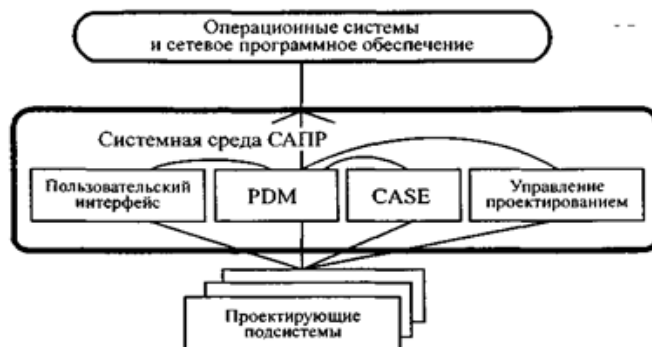 Операционные системы
и сетевое программное обеспечение
Системная среда САПР
Пользовательский
интерфейс
PDM
CASE
Управление
проектированием
Проектирующие
подсистемы